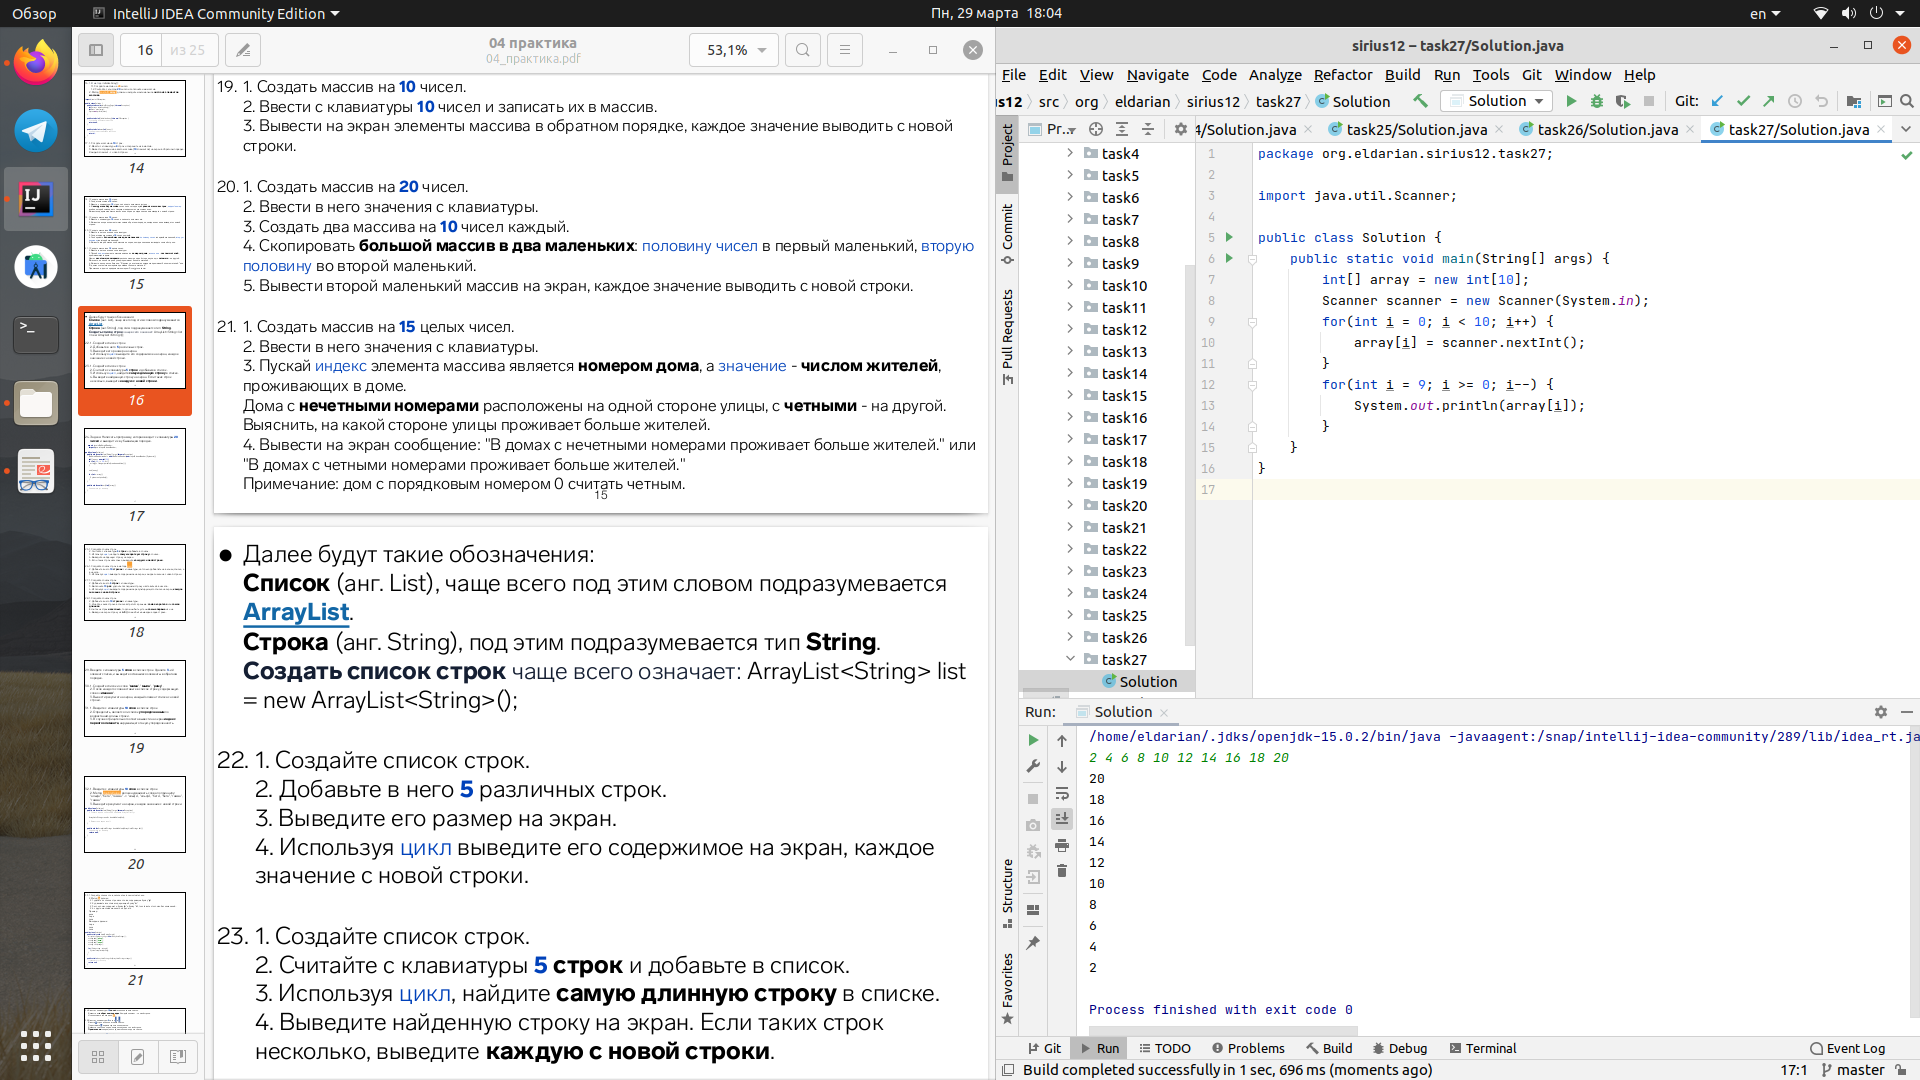 Обзор
IntelliJ IDEA Community Edition
Пн, 29 марта 18:04
en
16
из 25
04 практика
04_практика.pdf
53,1%
14
15
16
17
18
19
20
21
19. 1. Создать массив на 10 чисел.
2. Ввести с клавиатуры 10 чисел и записать их в массив.
3. Вывести на экран элементы массива в обратном порядке, каждое значение выводить с новой
строки.
20. 1. Создать массив на 20 чисел.
2. Ввести в него значения с клавиатуры.
3. Создать два массива на 10 чисел каждый.
4. Скопировать большой массив в два маленьких: половину чисел в первый маленький, вторую
половину во второй маленький.
5. Вывести второй маленький массив на экран, каждое значение выводить с новой строки.
21. 1. Создать массив на 15 целых чисел.
2. Ввести в него значения с клавиатуры.
3. Пускай индекс элемента массива является номером дома, а значение - числом жителей,
проживающих в доме.
Дома с нечетными номерами расположены на одной стороне улицы, с четными - на другой.
Выяснить, на какой стороне улицы проживает больше жителей.
4. Вывести на экран сообщение: "В домах с нечетными номерами проживает больше жителей." или
"В домах с четными номерами проживает больше жителей."
Примечание: дом с порядковым номером 0 считать четным.
15
● Далее будут такие обозначения:
Список (анг. List), чаще всего под этим словом подразумевается
ArrayList.
Строка (анг. String), под этим подразумевается тип String.
Создать список строк чаще всего означает: ArrayList<String> list
= new ArrayList<String>();
22. 1. Создайте список строк.
2. Добавьте в него 5 различных строк.
3. Выведите его размер на экран.
4. Используя цикл выведите его содержимое на экран, каждое
значение с новой строки.
23. 1. Создайте список строк.
2. Считайте с клавиатуры 5 строк и добавьте в список.
3. Используя цикл, найдите самую длинную строку в списке.
4. Выведите найденную строку на экран. Если таких строк
несколько, выведите каждую с новой строки.
sirius12 – task27/Solution.java
File Edit View Navigate Code Analyze Refactor Build Run Tools Git Window Help
us12 〉 src 〉 org 〉 eldarian 〉 sirius12 〉 task27 〉 Solution
Solution
Git:
Pr...
4/Solution.java
task25/Solution.java
task26/Solution.java
task27/Solution.java
Project
Commit
Pull Requests
Structure
Favorites
task4
task5
task6
task7
task8
task9
task10
task11
task12
task13
task14
task15
task16
task17
task18
task19
task20
task21
task22
task23
task24
task25
task26
task27
Solution
1 package org.eldarian.sirius12.task27;
2
3 import java.util.Scanner;
4
5 public class Solution {
6 public static void main(String[] args) {
7 int[] array = new int[10];
8 Scanner scanner = new Scanner(System.in);
9 for(int i = 0; i < 10; i++) {
10 array[i] = scanner.nextInt();
11 }
12 for(int i = 9; i >= 0; i--) {
13 System.out.println(array[i]);
14 }
15 }
16 }
17
Run: Solution
/home/eldarian/.jdks/openjdk-15.0.2/bin/java -javaagent:/snap/intellij-idea-community/289/lib/idea_rt.ja
2 4 6 8 10 12 14 16 18 20
20
18
16
14
12
10
8
6
4
2
Process finished with exit code 0
Git Run TODO Problems Build Debug Terminal Event Log
Build completed successfully in 1 sec, 696 ms (moments ago)
17:1 master